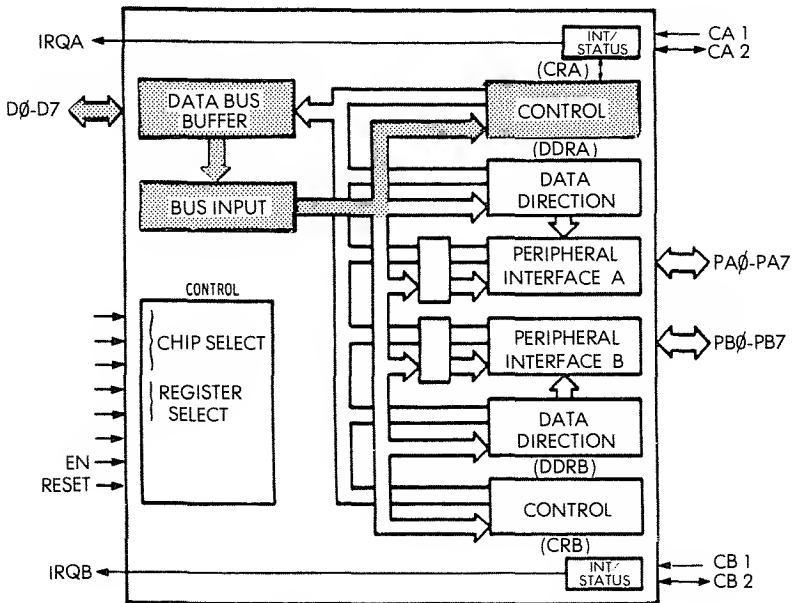 IRQA
INT/
STATUS
CA 1
CA 2
(CRA)
DØ-D7
DATA BUS
BUFFER
CONTROL
(DDRA)
BUS INPUT
DATA
DIRECTION
PERIPHERAL
INTERFACE A
PAØ-PA7
CONTROL
CHIP SELECT
REGISTER
SELECT
PERIPHERAL
INTERFACE B
PBØ-PB7
DATA
DIRECTION
(DDRB)
EN
RESET
CONTROL
(CRB)
IRQB
INT/
STATUS
CB 1
CB 2